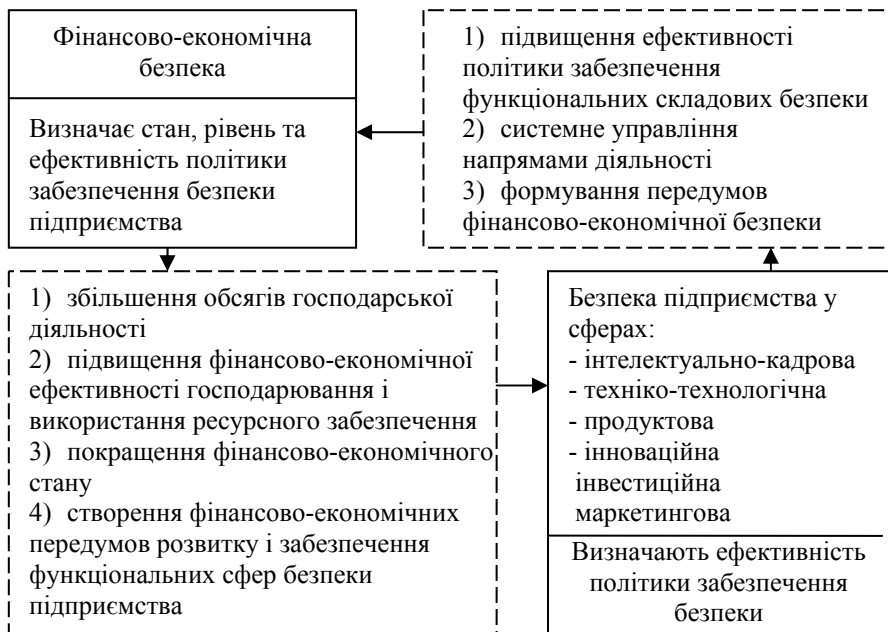 Фінансово-економічна
безпека
Визначає стан, рівень та
ефективність політики
забезпечення безпеки
підприємства
1) підвищення ефективності
політики забезпечення
функціональних складових безпеки
2) системне управління
напрямами діяльності
3) формування передумов
фінансово-економічної безпеки
1) збільшення обсягів господарської
діяльності
2) підвищення фінансово-економічної
ефективності господарювання і
використання ресурсного забезпечення
3) покращення фінансово-економічного
стану
4) створення фінансово-економічних
передумов розвитку і забезпечення
функціональних сфер безпеки
підприємства
Безпека підприємства у
сферах:
- інтелектуально-кадрова
- техніко-технологічна
- продуктова
- інноваційна
інвестиційна
маркетингова
Визначають ефективність
політики забезпечення
безпеки